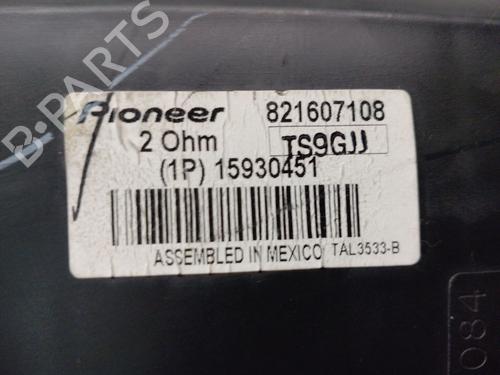 B-PARTS
Pioneer 821607108
2 Ohm TS9GJJ
(1P) 15930451
ASSEMBLED IN MEXICO TAL3533-B
084